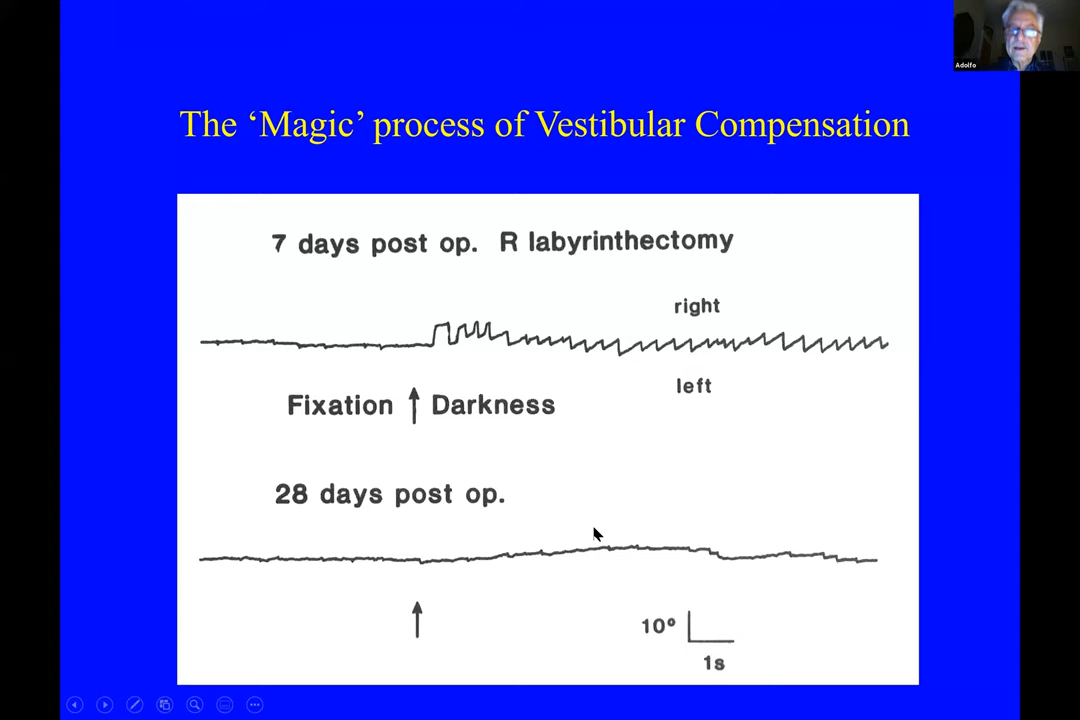 Adolfo
The ‘Magic’ process of Vestibular Compensation
7 days post op. R labyrinthectomy
right
left
Fixation ↑ Darkness
28 days post op.
10°
1s